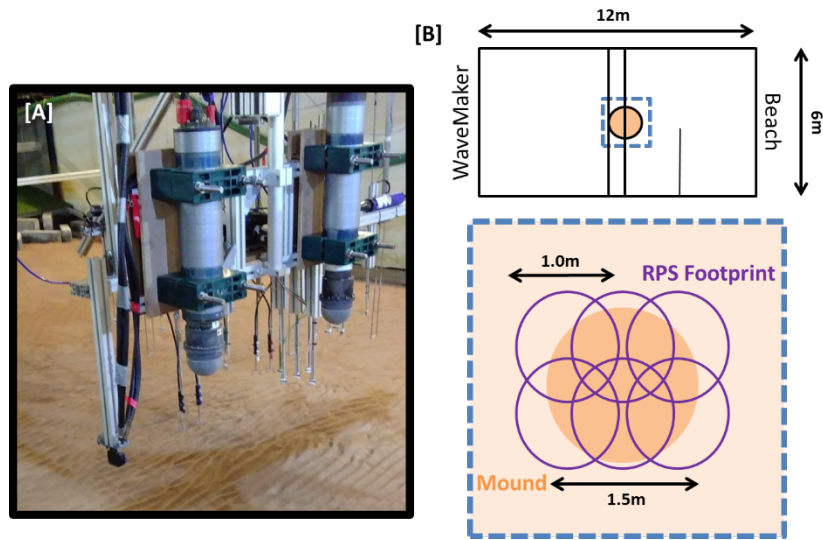 [A]
[B]
12m
WaveMaker
Beach
6m
1.0m
RPS Footprint
Mound
1.5m